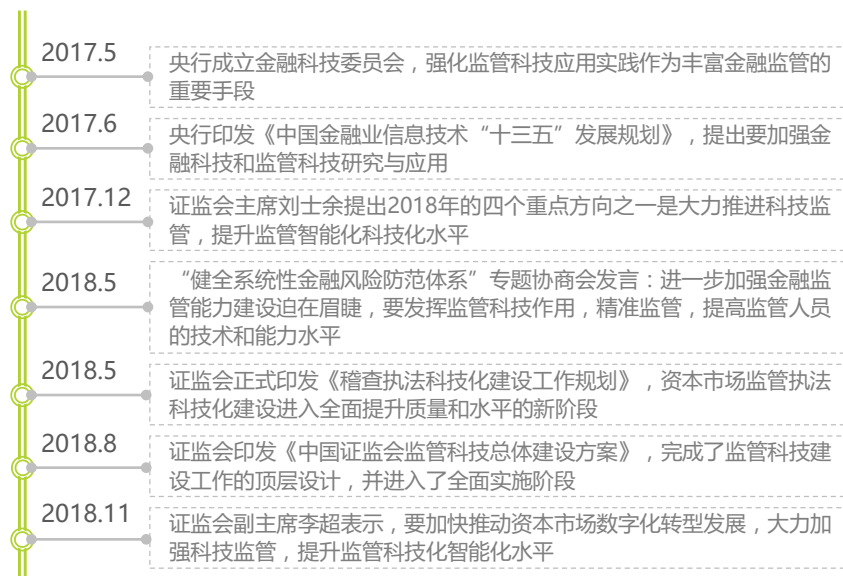 2017.5
央行成立金融科技委员会，强化监管科技应用实践作为丰富金融监管的
重要手段
2017.6
央行印发《中国金融业信息技术“十三五”发展规划》，提出要加强金
融科技和监管科技研究与应用
2017.12
证监会主席刘士余提出2018年的四个重点方向之一是大力推进科技监
管，提升监管智能化科技化水平
2018.5
“健全系统性金融风险防范体系”专题协商会发言：进一步加强金融监
管能力建设迫在眉睫，要发挥监管科技作用，精准监管，提高监管人员
的技术和能力水平
2018.5
证监会正式印发《稽查执法科技化建设工作规划》，资本市场监管执法
科技化建设进入全面提升质量和水平的新阶段
2018.8
证监会印发《中国证监会监管科技总体建设方案》，完成了监管科技建
设工作的顶层设计，并进入了全面实施阶段
2018.11
证监会副主席李超表示，要加快推动资本市场数字化转型发展，大力加
强科技监管，提升监管科技化智能化水平